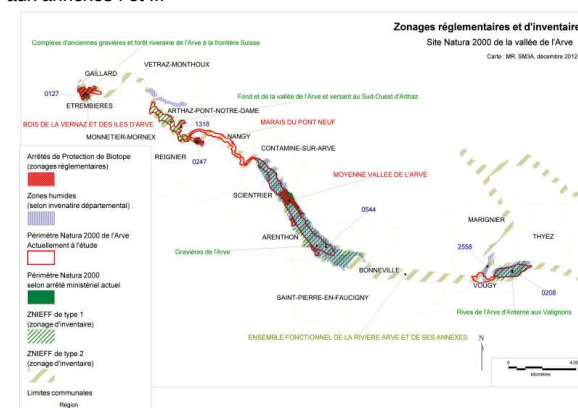 Zonages réglementaires et d'inventaire
Site Natura 2000 de la vallée de l'Arve
Carte : MR, SM3A, décembre 2012
Complexe d'anciennes gravières et forêt riveraine de l'Arve à la frontière Suisse
VETRAZ-MONTHOUX
GAILLARD
0127
ETREMBIERES
Fond et de la vallée de l'Arve et versant au Sud-Ouest d'Arthaz
ARTHAZ-PONT-NOTRE-DAME
BOIS DE LA VERNAZ ET DES ILES D'ARVE
1318
MARAIS DU PONT NEUF
MONNETIER-MORNEX
NANGY
CONTAMINE-SUR-ARVE
REIGNIER
0247
MOYENNE VALLEE DE L'ARVE
SCIENTRIER
0544
MARIGNIER
THYEZ
ARENTHON
2556
Gravières de l'Arve
BONNEVILLE
VOUGY
0208
SAINT-PIERRE-EN-FAUCIGNY
Rives de l'Arve d'Anterne aux Valignons
ENSEMBLE FONCTIONNEL DE LA RIVIERE ARVE ET DE SES ANNEXES
N
0
kilomètres
Arrêtés de Protection de Biotope
(zonages réglementaires)
Zones humides
(selon invenatire départemental)
Périmètre Natura 2000 de l'Arve
Actuellement à l'étude
Périmètre Natura 2000
selon arrêté ministériel actuel
ZNIEFF de type 1
(zonage d'inventaire)
ZNIEFF de type 2
(zonage d'inventaire)
Limites communales
Région